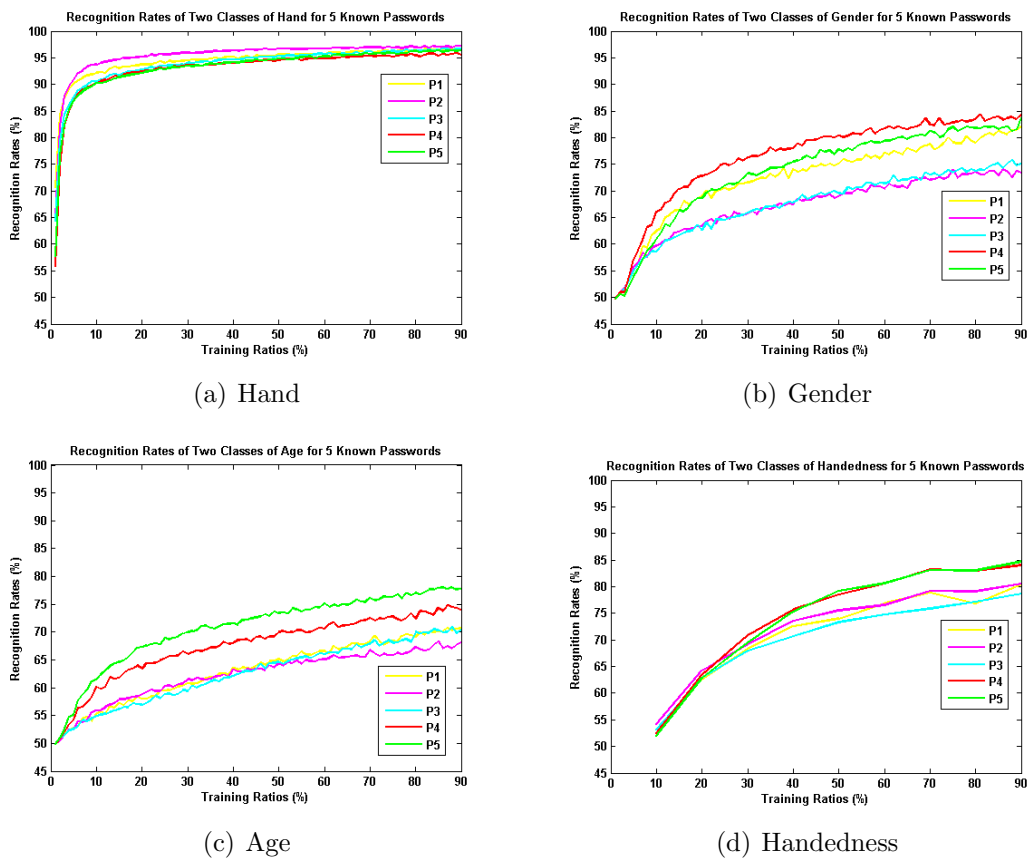 Recognition Rates of Two Classes of Hand for 5 Known Passwords
100
95
90
85
80
75
70
65
60
55
50
45
Recognition Rates (%)
P1
P2
P3
P4
P5
0 10 20 30 40 50 60 70 80 90
Training Ratios (%)
(a) Hand
Recognition Rates of Two Classes of Gender for 5 Known Passwords
100
95
90
85
80
75
70
65
60
55
50
45
Recognition Rates (%)
P1
P2
P3
P4
P5
0 10 20 30 40 50 60 70 80 90
Training Ratios (%)
(b) Gender
Recognition Rates of Two Classes of Age for 5 Known Passwords
100
95
90
85
80
75
70
65
60
55
50
45
Recognition Rates (%)
P1
P2
P3
P4
P5
0 10 20 30 40 50 60 70 80 90
Training Ratios (%)
(c) Age
Recognition Rates of Two Classes of Handedness for 5 Known Passwords
100
95
90
85
80
75
70
65
60
55
50
45
Recognition Rates (%)
P1
P2
P3
P4
P5
0 10 20 30 40 50 60 70 80 90
Training Ratios (%)
(d) Handedness